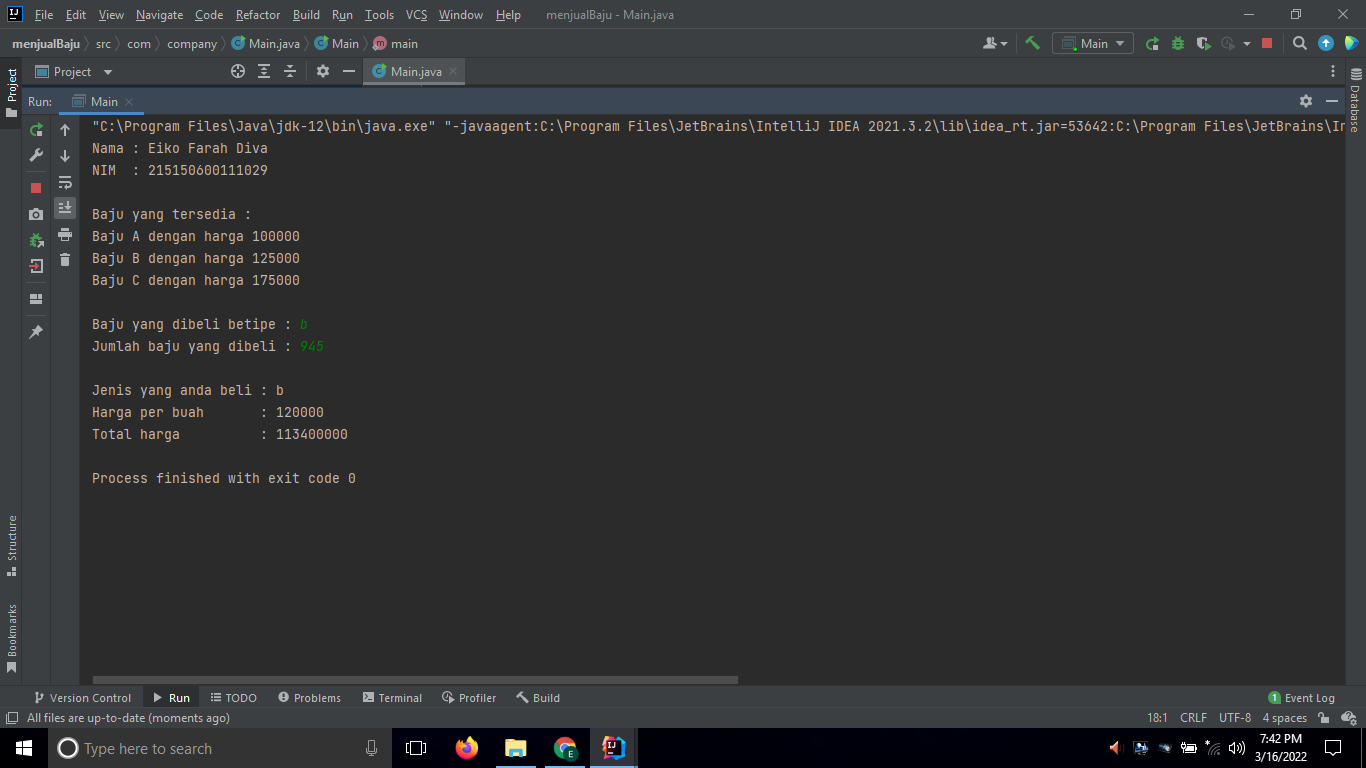 File Edit View Navigate Code Refactor Build Run Tools VCS Window Help menjualBaju - Main.java
menjualBaju src com company Main.java Main main Main
Project Main.java
Project
Run: Main
Database
"C:\Program Files\Java\jdk-12\bin\java.exe" "-javaagent:C:\Program Files\JetBrains\IntelliJ IDEA 2021.3.2\lib\idea_rt.jar=53642:C:\Program Files\JetBrains\In
Nama : Eiko Farah Diva
NIM  : 215150600111029
Baju yang tersedia :
Baju A dengan harga 100000
Baju B dengan harga 125000
Baju C dengan harga 175000
Baju yang dibeli betipe : b
Jumlah baju yang dibeli : 945
Jenis yang anda beli : b
Harga per buah       : 120000
Total harga          : 113400000
Process finished with exit code 0
Structure
Bookmarks
Version Control Run TODO Problems Terminal Profiler Build 1 Event Log
All files are up-to-date (moments ago) 18:1 CRLF UTF-8 4 spaces
Type here to search
7:42 PM
3/16/2022